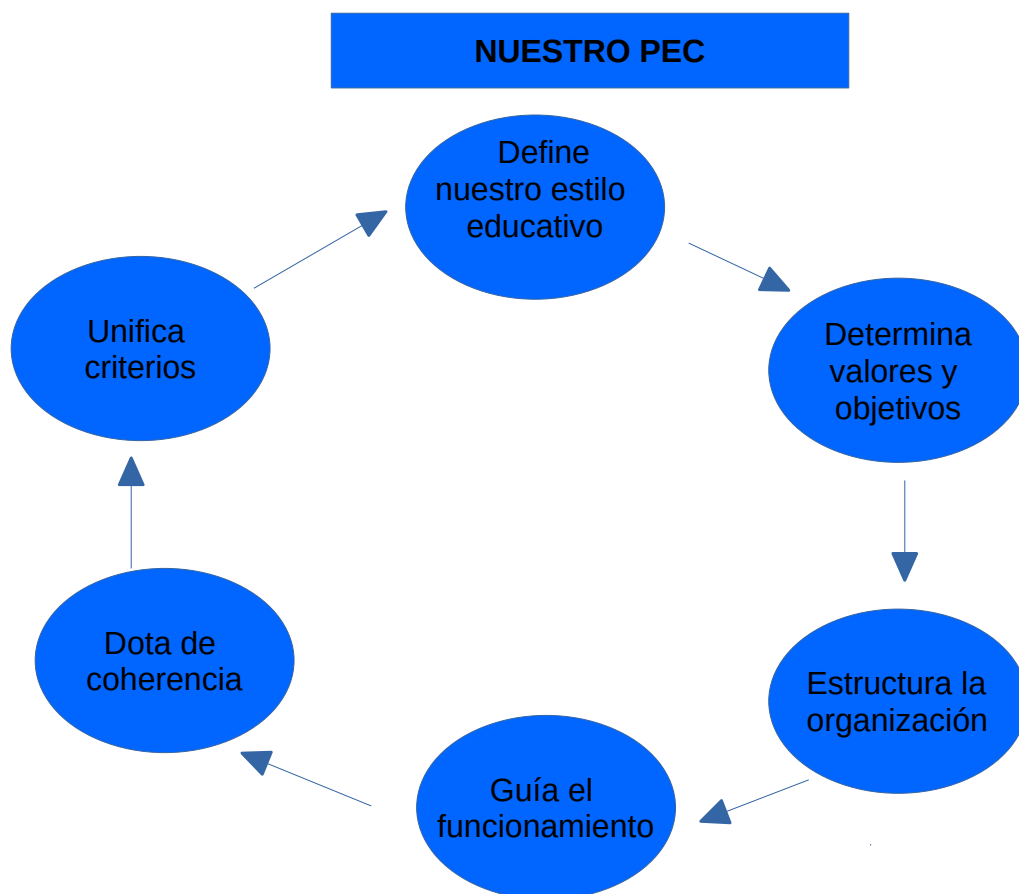 NUESTRO PEC
Define
nuestro estilo
educativo
Determina
valores y
objetivos
Estructura la
organización
Guía el
funcionamiento
Dota de
coherencia
Unifica
criterios